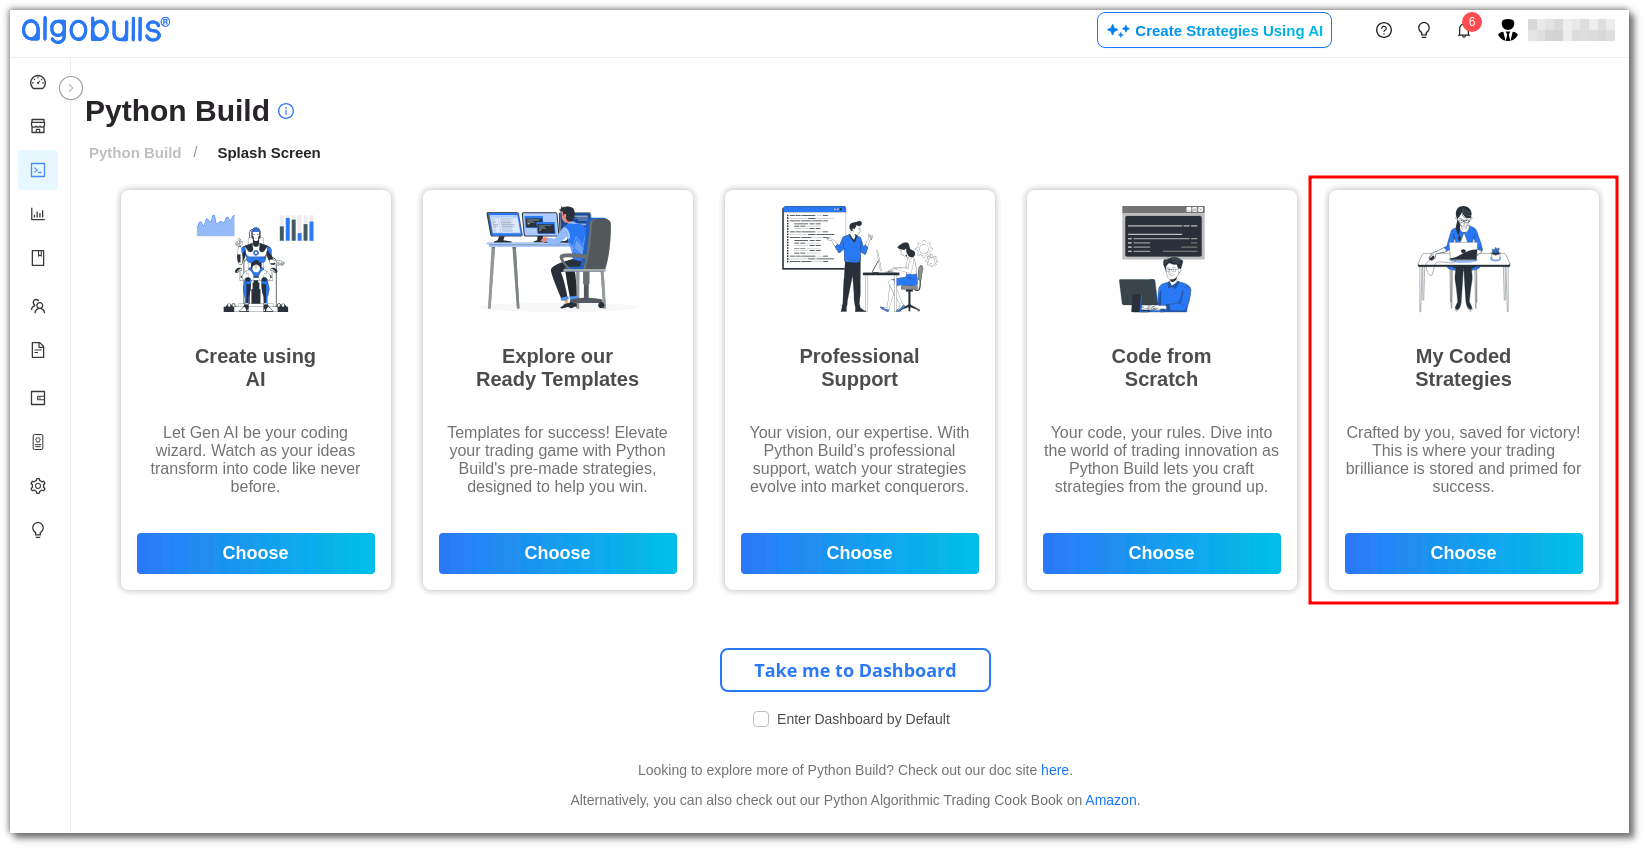 algobulls®
Create Strategies Using AI
6
Python Build
Python Build / Splash Screen
Create using
AI
Let Gen AI be your coding
wizard. Watch as your ideas
transform into code like never
before.
Choose
Explore our
Ready Templates
Templates for success! Elevate
your trading game with Python
Build's pre-made strategies,
designed to help you win.
Choose
Professional
Support
Your vision, our expertise. With
Python Build's professional
support, watch your strategies
evolve into market conquerors.
Choose
Code from
Scratch
Your code, your rules. Dive into
the world of trading innovation as
Python Build lets you craft
strategies from the ground up.
Choose
My Coded
Strategies
Crafted by you, saved for victory!
This is where your trading
brilliance is stored and primed for
success.
Choose
Take me to Dashboard
Enter Dashboard by Default
Looking to explore more of Python Build? Check out our doc site here.
Alternatively, you can also check out our Python Algorithmic Trading Cook Book on Amazon.